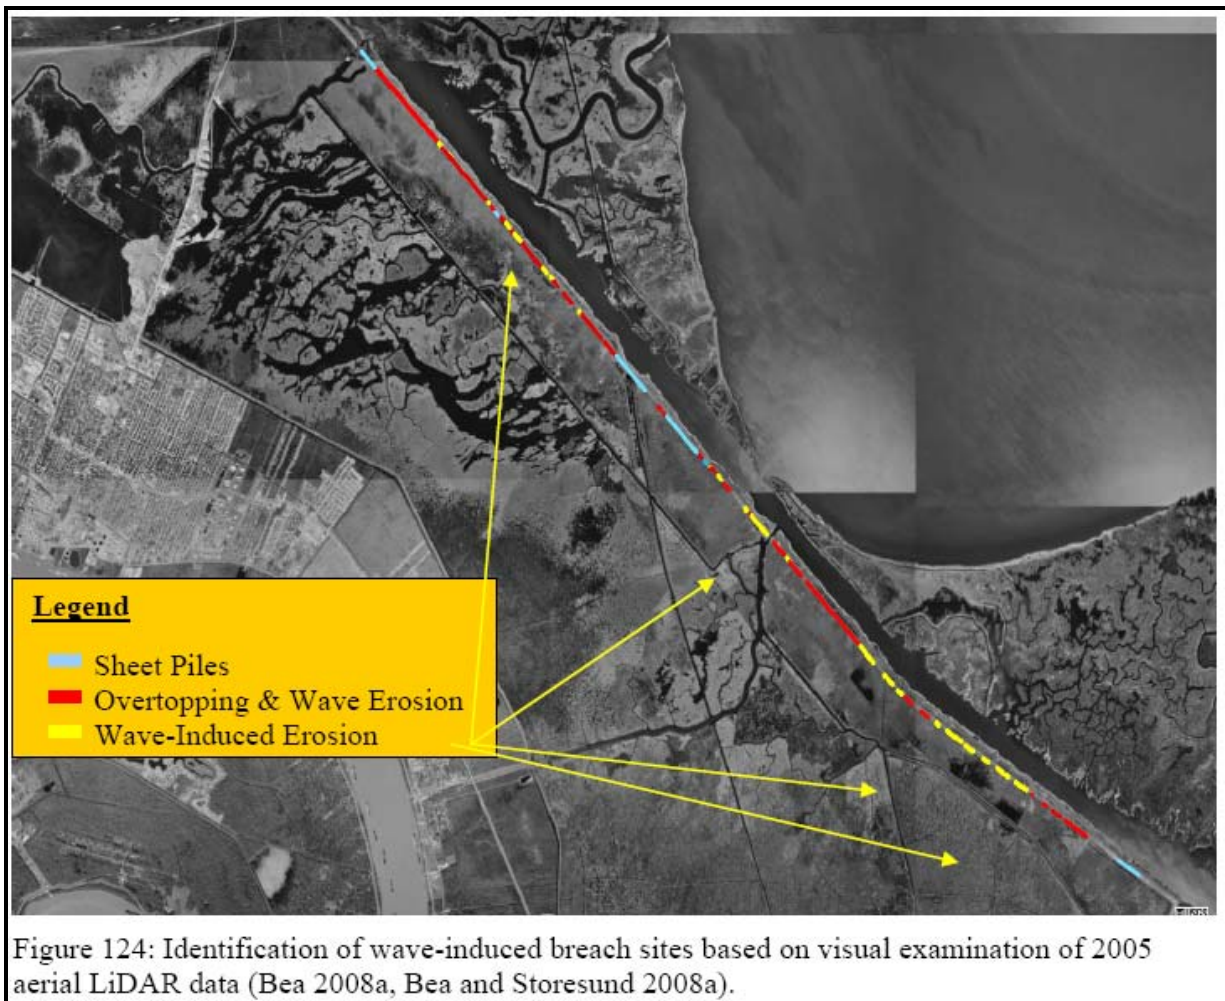 Legend
Sheet Piles
Overtopping & Wave Erosion
Wave-Induced Erosion
USGS
Figure 124: Identification of wave-induced breach sites based on visual examination of 2005
aerial LiDAR data (Bea 2008a, Bea and Storesund 2008a).